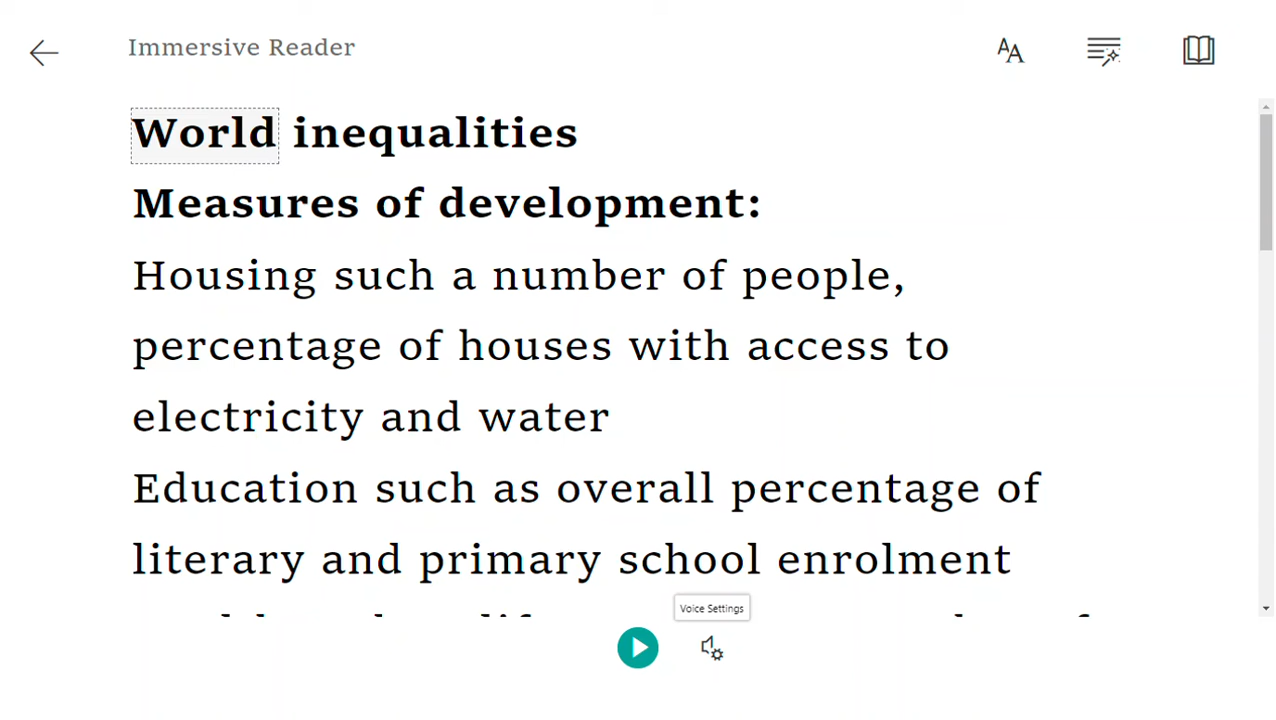 Immersive Reader
World inequalities
Measures of development:
Housing such a number of people,
percentage of houses with access to
electricity and water
Education such as overall percentage of
literary and primary school enrolment
Voice Settings